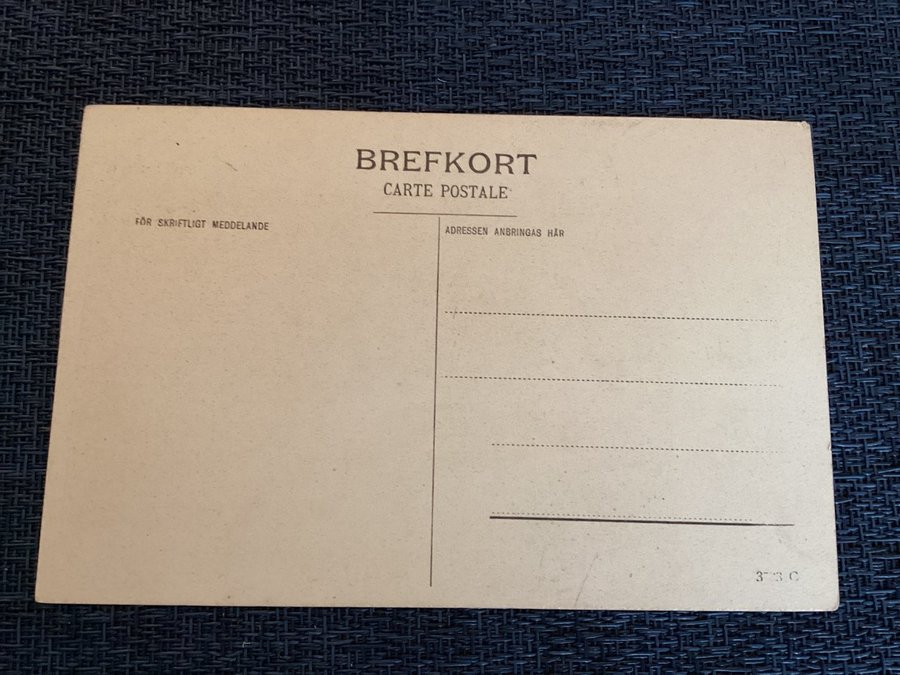 BREFKORT
CARTE POSTALE
FÖR SKRIFTLIGT MEDDELANDE
ADRESSEN ANBRINGAS HÄR